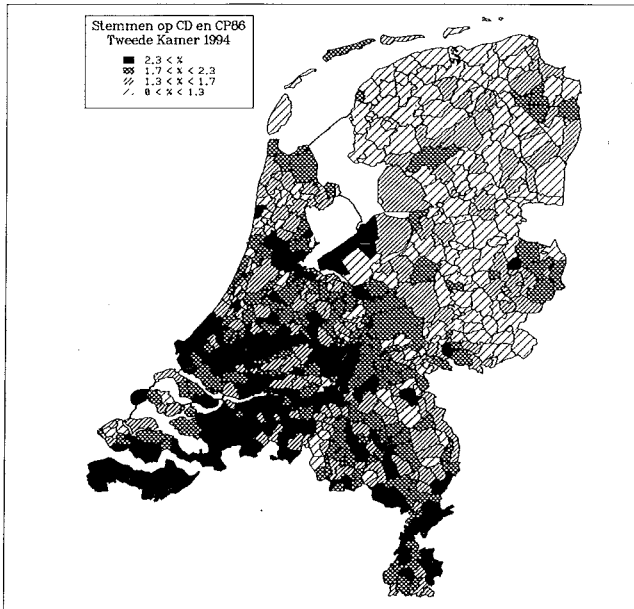 Stemmen op CD en CP86
Tweede Kamer 1994
2.3 < %
1.7 < % < 2.3
1.3 < % < 1.7
0 < % < 1.3